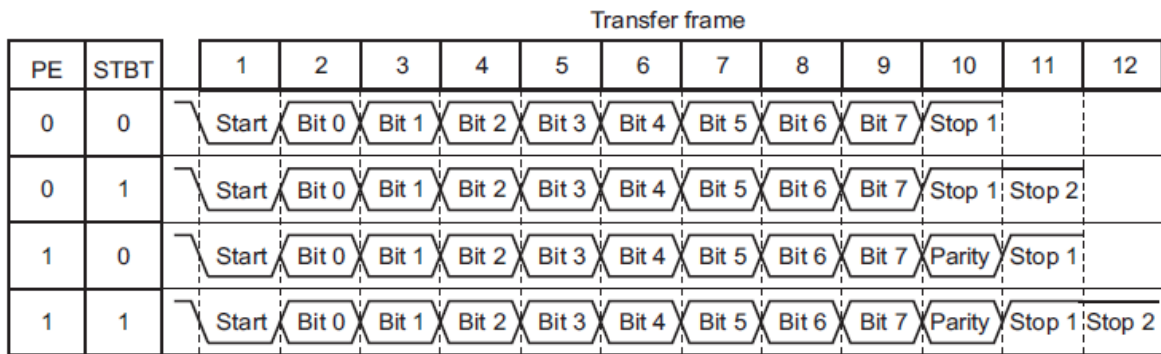 Transfer frame
PE STBT 1 2 3 4 5 6 7 8 9 10 11 12
0 0 Start Bit 0 Bit 1 Bit 2 Bit 3 Bit 4 Bit 5 Bit 6 Bit 7 Stop 1
0 1 Start Bit 0 Bit 1 Bit 2 Bit 3 Bit 4 Bit 5 Bit 6 Bit 7 Stop 1 Stop 2
1 0 Start Bit 0 Bit 1 Bit 2 Bit 3 Bit 4 Bit 5 Bit 6 Bit 7 Parity Stop 1
1 1 Start Bit 0 Bit 1 Bit 2 Bit 3 Bit 4 Bit 5 Bit 6 Bit 7 Parity Stop 1 Stop 2